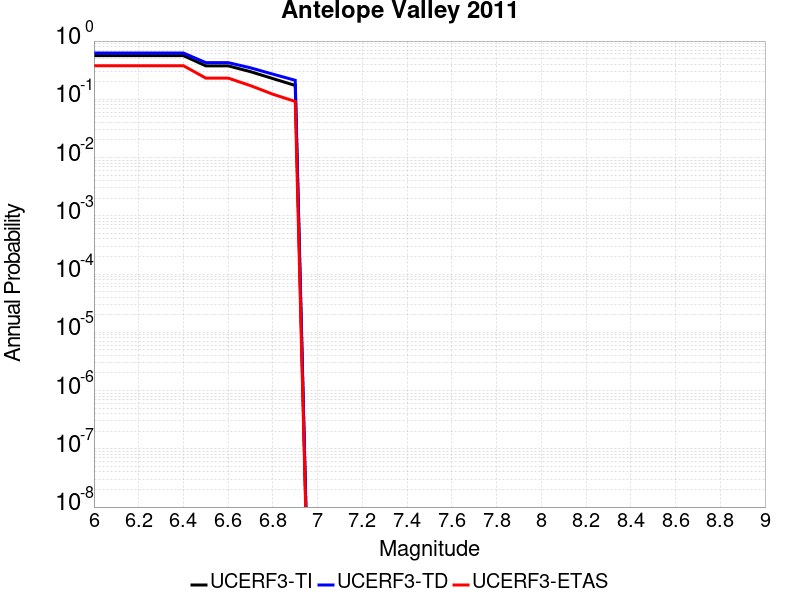 Antelope Valley 2011
10^0
10^-1
10^-2
10^-3
10^-4
10^-5
10^-6
10^-7
10^-8
Annual Probability
6 6.2 6.4 6.6 6.8 7 7.2 7.4 7.6 7.8 8 8.2 8.4 8.6 8.8 9
Magnitude
UCERF3-TI UCERF3-TD UCERF3-ETAS